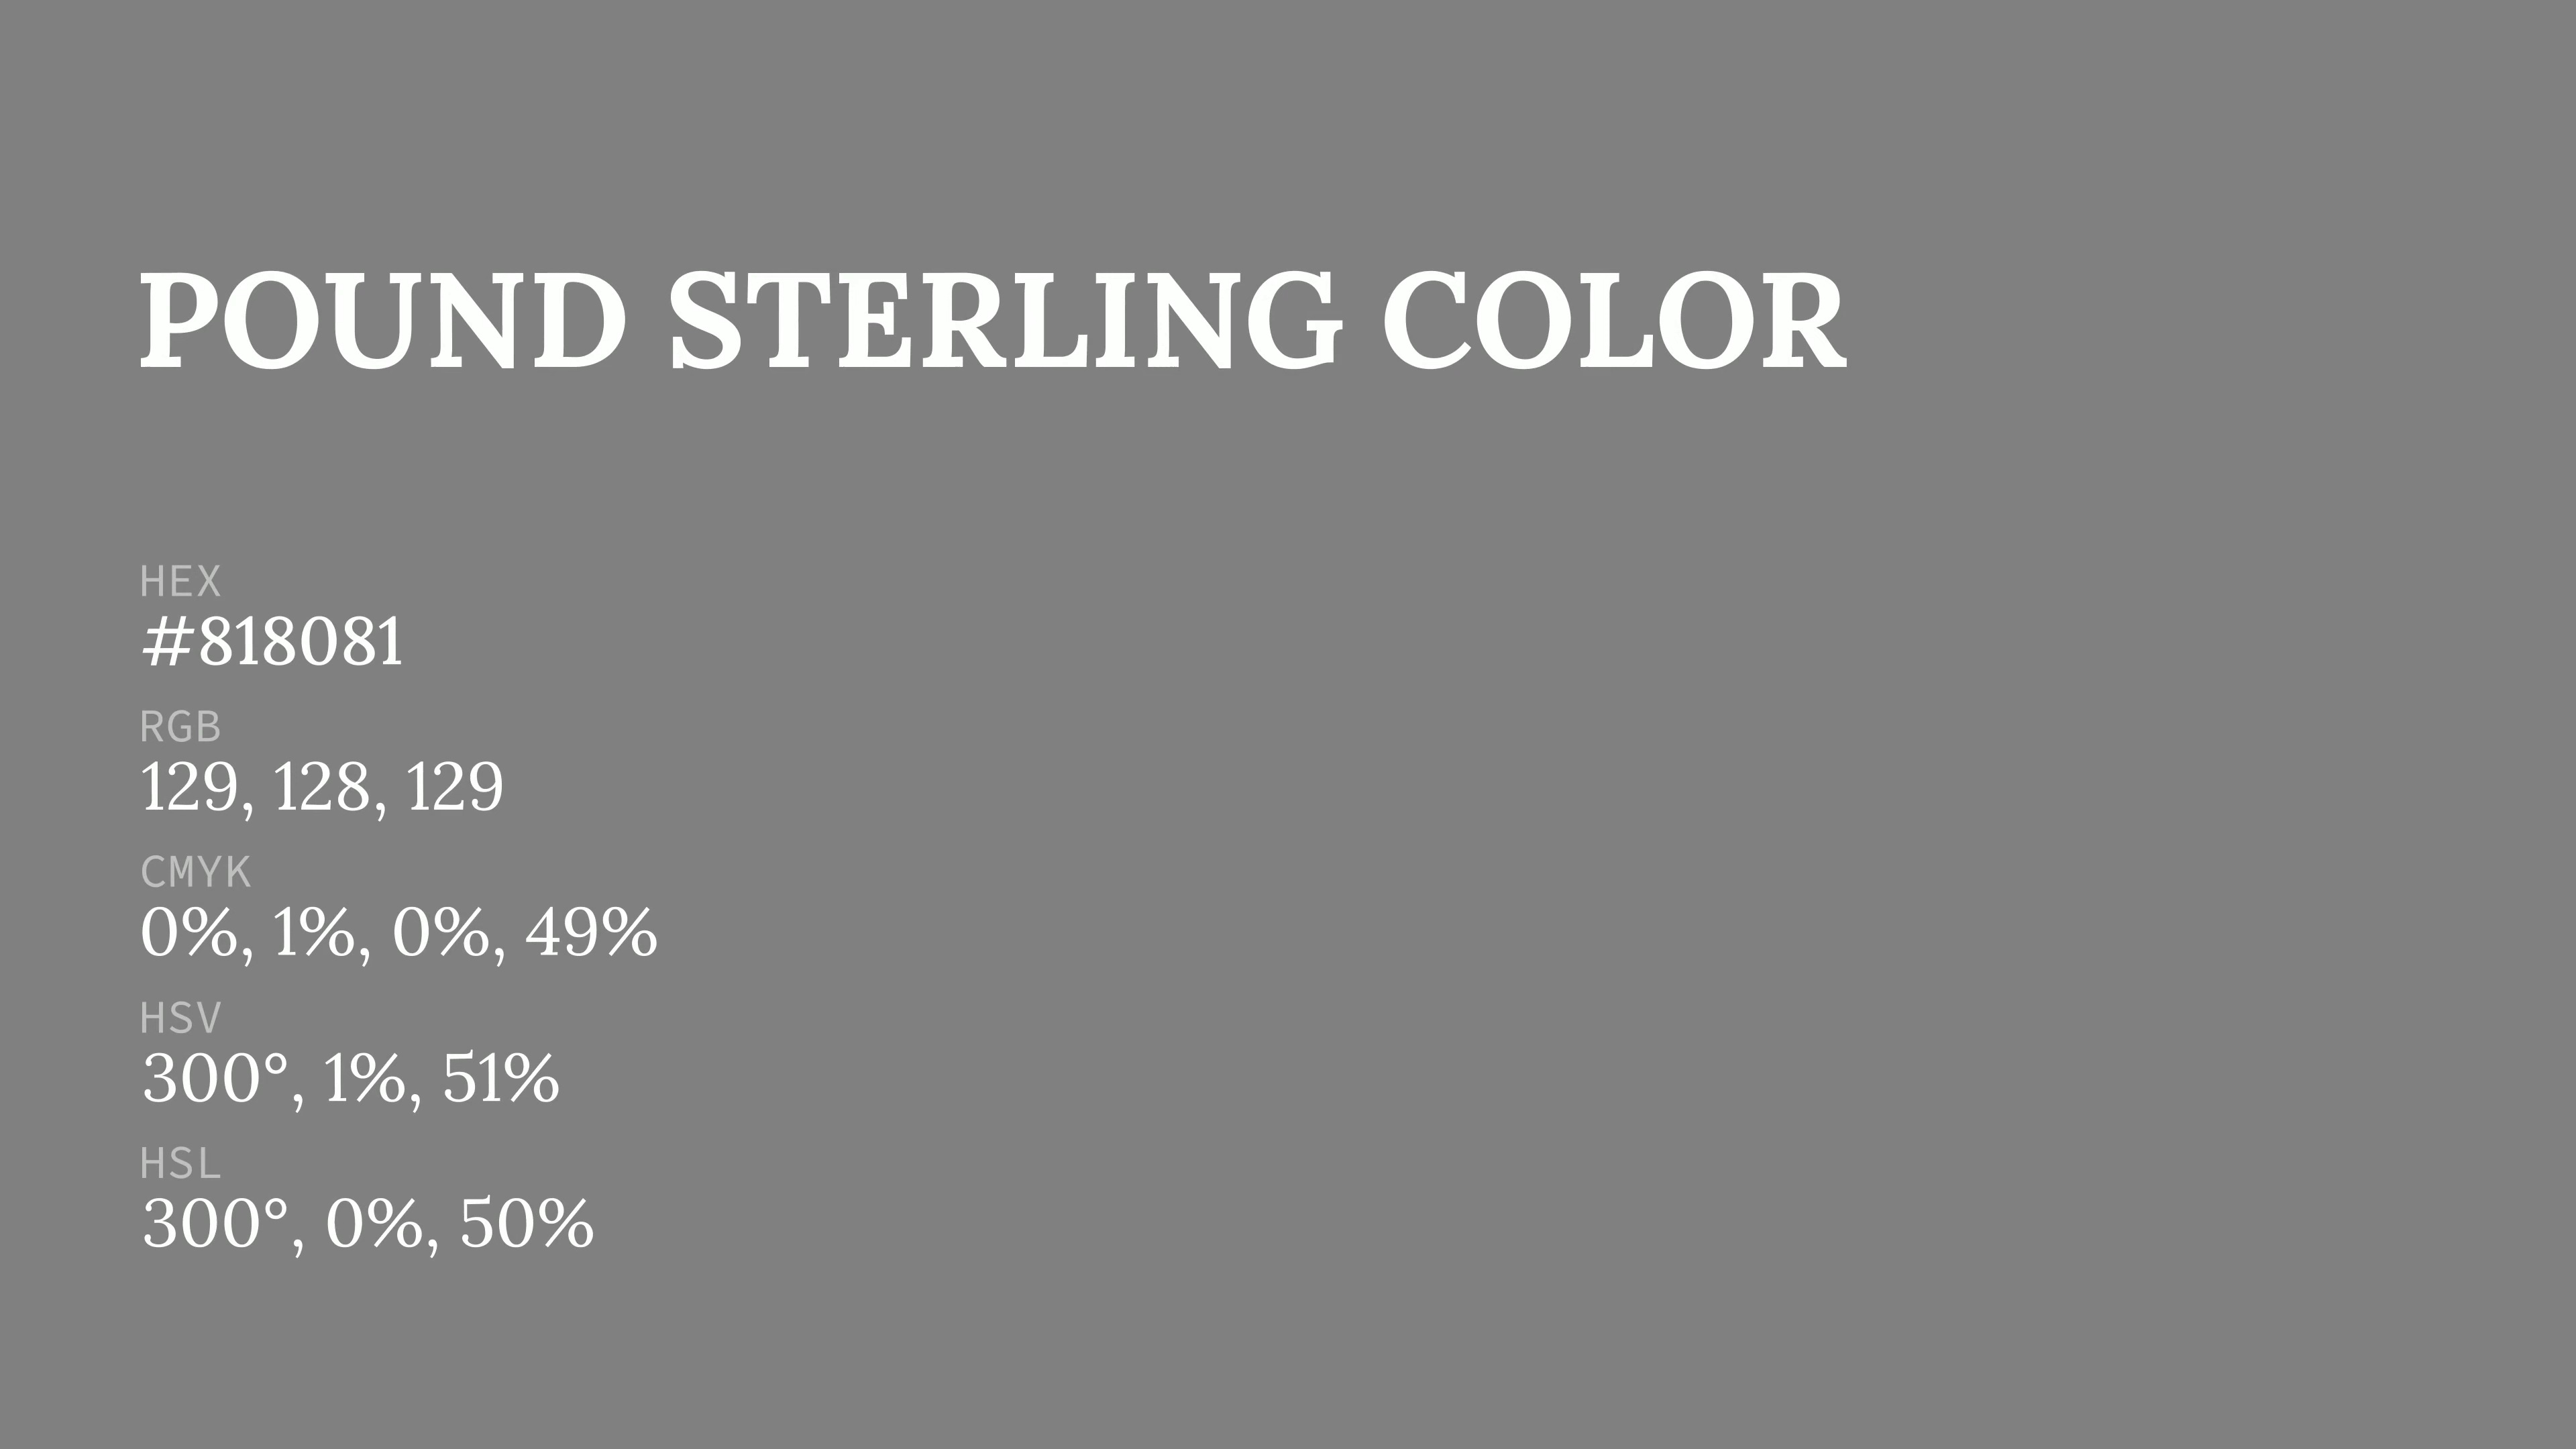 POUND STERLING COLOR
HEX
#818081
RGB
129, 128, 129
CMYK
0%, 1%, 0%, 49%
HSV
300°, 1%, 51%
HSL
300°, 0%, 50%